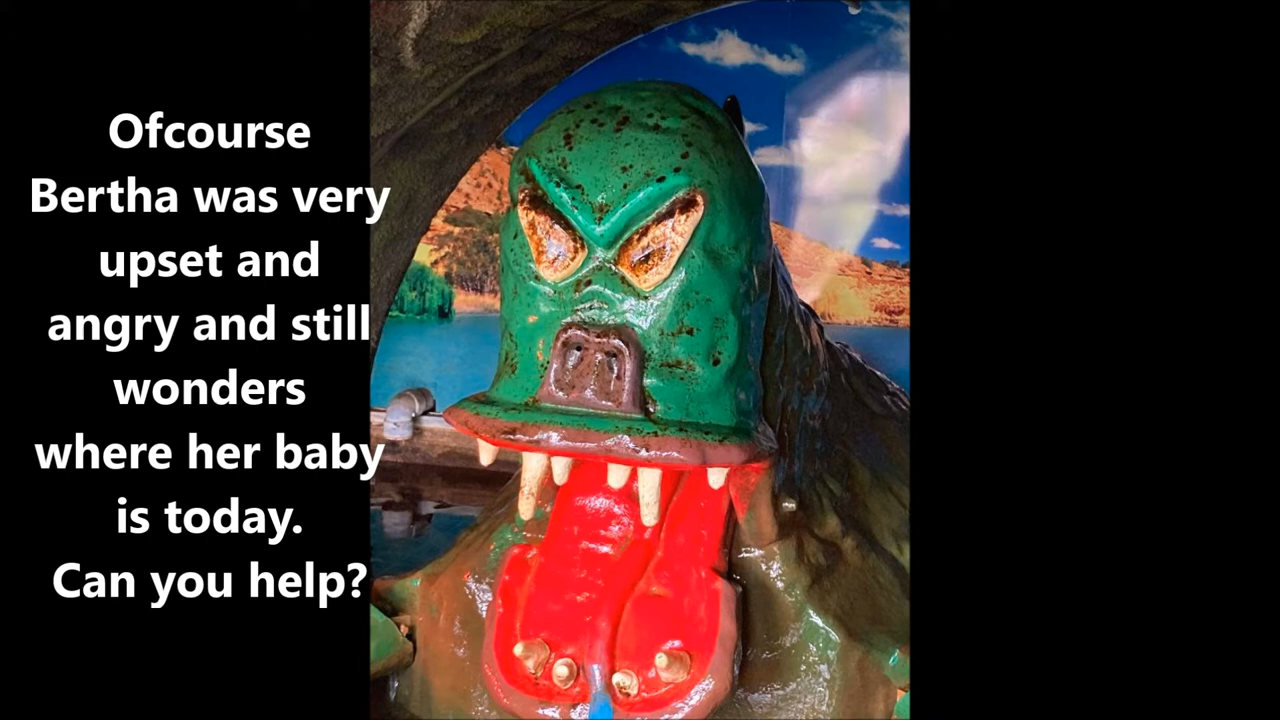 Ofcourse
Bertha was very
upset and
angry and still
wonders
where her baby
is today.
Can you help?